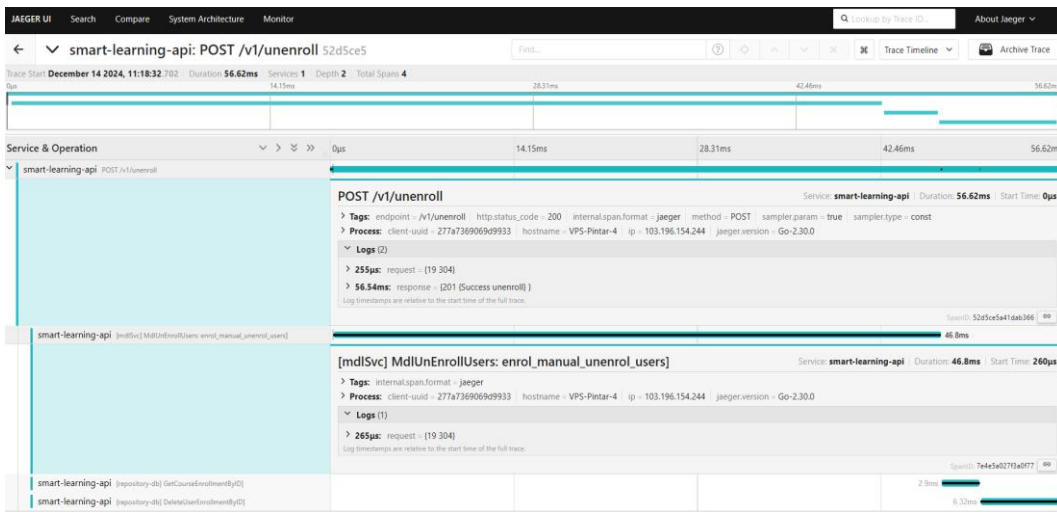 JAEGER UI Search Compare System Architecture Monitor Lookup by Trace ID... About Jaeger
smart-learning-api: POST /v1/unenroll 52d5ce5 Find... Trace Timeline Archive Trace
Trace Start December 14 2024, 11:18:32.702 Duration 56.62ms Services 1 Depth 2 Total Spans 4
0μs 14.15ms 28.31ms 42.46ms 56.62m
Service & Operation 0μs 14.15ms 28.31ms 42.46ms 56.62m
smart-learning-api POST /v1/unenroll
POST /v1/unenroll Service: smart-learning-api Duration: 56.62ms Start Time: 0μs
Tags: endpoint = /v1/unenroll http.status_code = 200 internal.span.format = jaeger method = POST sampler.param = true sampler.type = const
Process: client-uuid = 277a7369069d9933 hostname = VPS-Pintar-4 ip = 103.196.154.244 jaeger.version = Go-2.30.0
Logs (2)
255μs: request = {19 304}
56.54ms: response = {201 {Success unenroll} }
Log timestamps are relative to the start time of the full trace.
SpanID: 52d5ce5a41dab366
smart-learning-api [mdlSvc] MdlUnEnrollUsers: enrol_manual_unenrol_users] 46.8ms
[mdlSvc] MdlUnEnrollUsers: enrol_manual_unenrol_users] Service: smart-learning-api Duration: 46.8ms Start Time: 260μs
Tags: internal.span.format = jaeger
Process: client-uuid = 277a7369069d9933 hostname = VPS-Pintar-4 ip = 103.196.154.244 jaeger.version = Go-2.30.0
Logs (1)
265μs: request = {19 304}
Log timestamps are relative to the start time of the full trace.
SpanID: 7e4e5a027f3a0f77
smart-learning-api [repository-db] GetCourseEnrollmentByID] 2.9ms
smart-learning-api [repository-db] DeleteUserEnrollmentByID] 6.32ms